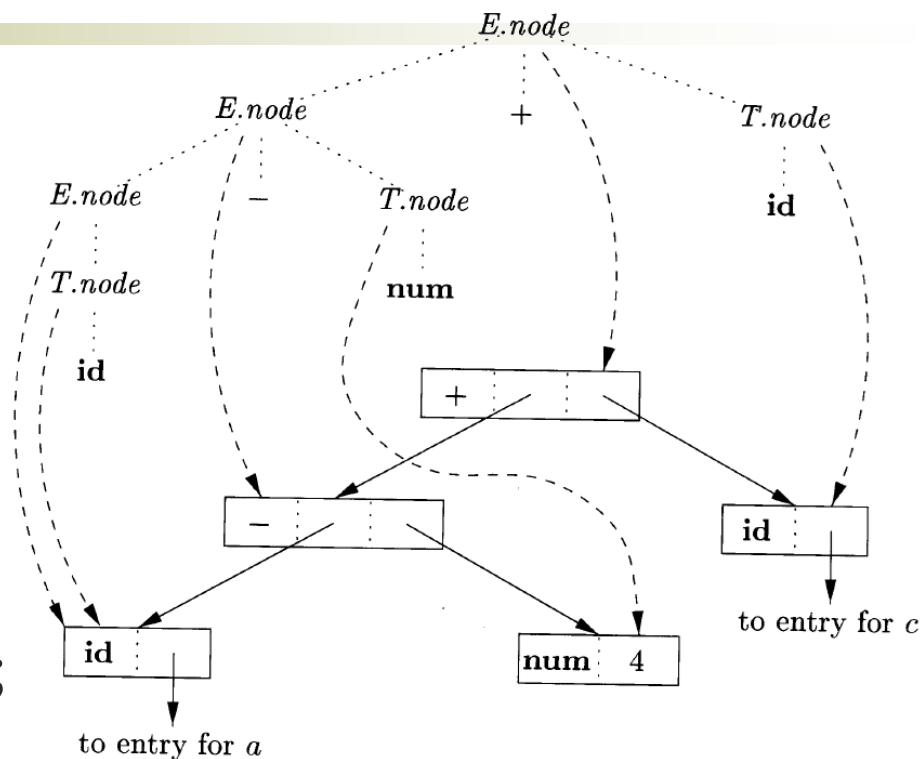 E.node
E.node + T.node
E.node − T.node id
T.node num
id
+
− id
to entry for c
id num 4
;
to entry for a